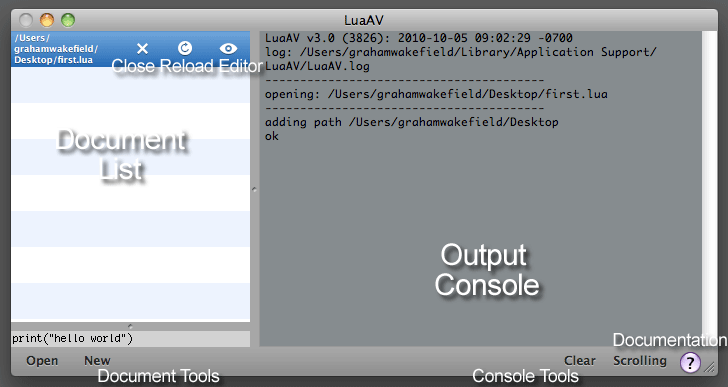 LuaAV
/Users/
grahamwakefield/
Desktop/first.lua
Close Reload Editor
Document
List
LuaAV v3.0 (3826): 2010-10-05 09:02:29 -0700
log: /Users/grahamwakefield/Library/Application Support/
LuaAV/LuaAV.log
----------------------------------------
opening: /Users/grahamwakefield/Desktop/first.lua
----------------------------------------
adding path /Users/grahamwakefield/Desktop
ok
Output
Console
print("hello world")
Documentation
Open New
Clear Scrolling ?
Document Tools
Console Tools